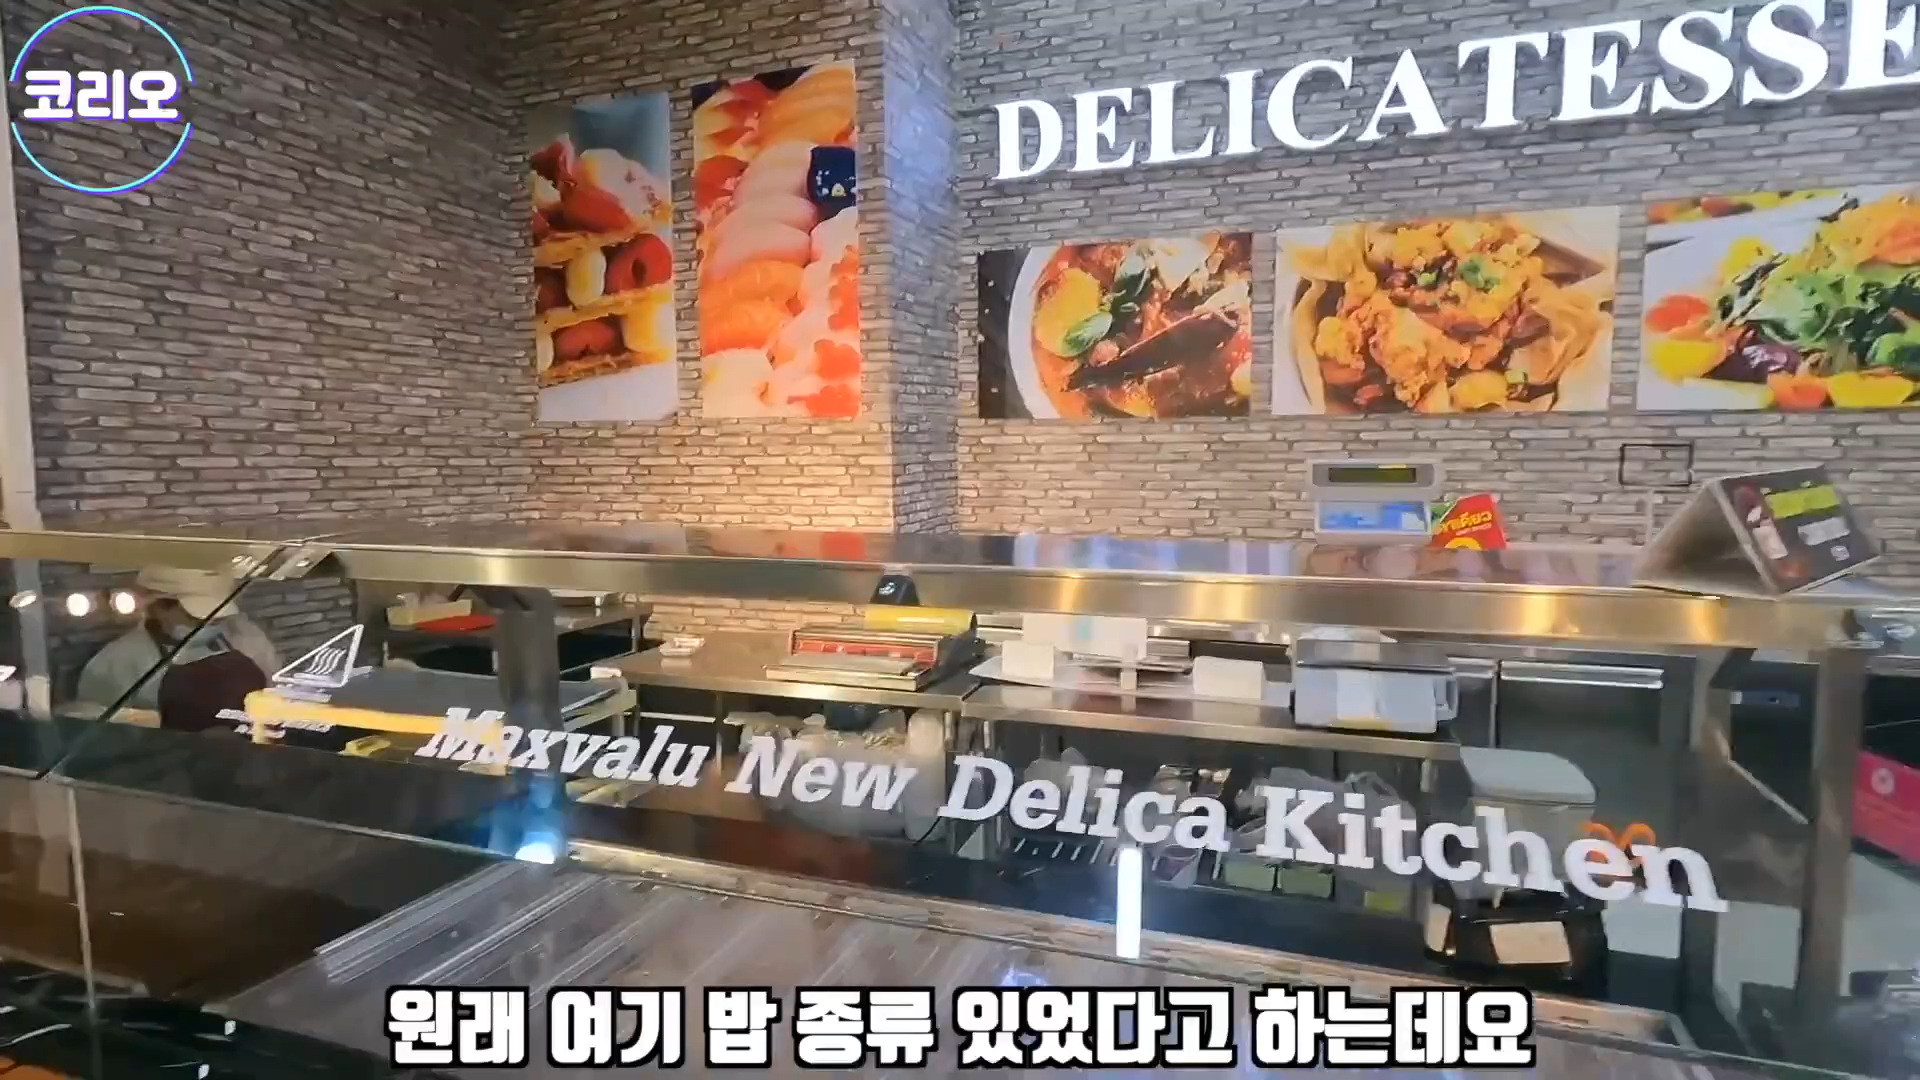 코리오
DELICATESSE
Maxvalu New Delica Kitchen
원래 여기 밥 종류 있었다고 하는데요